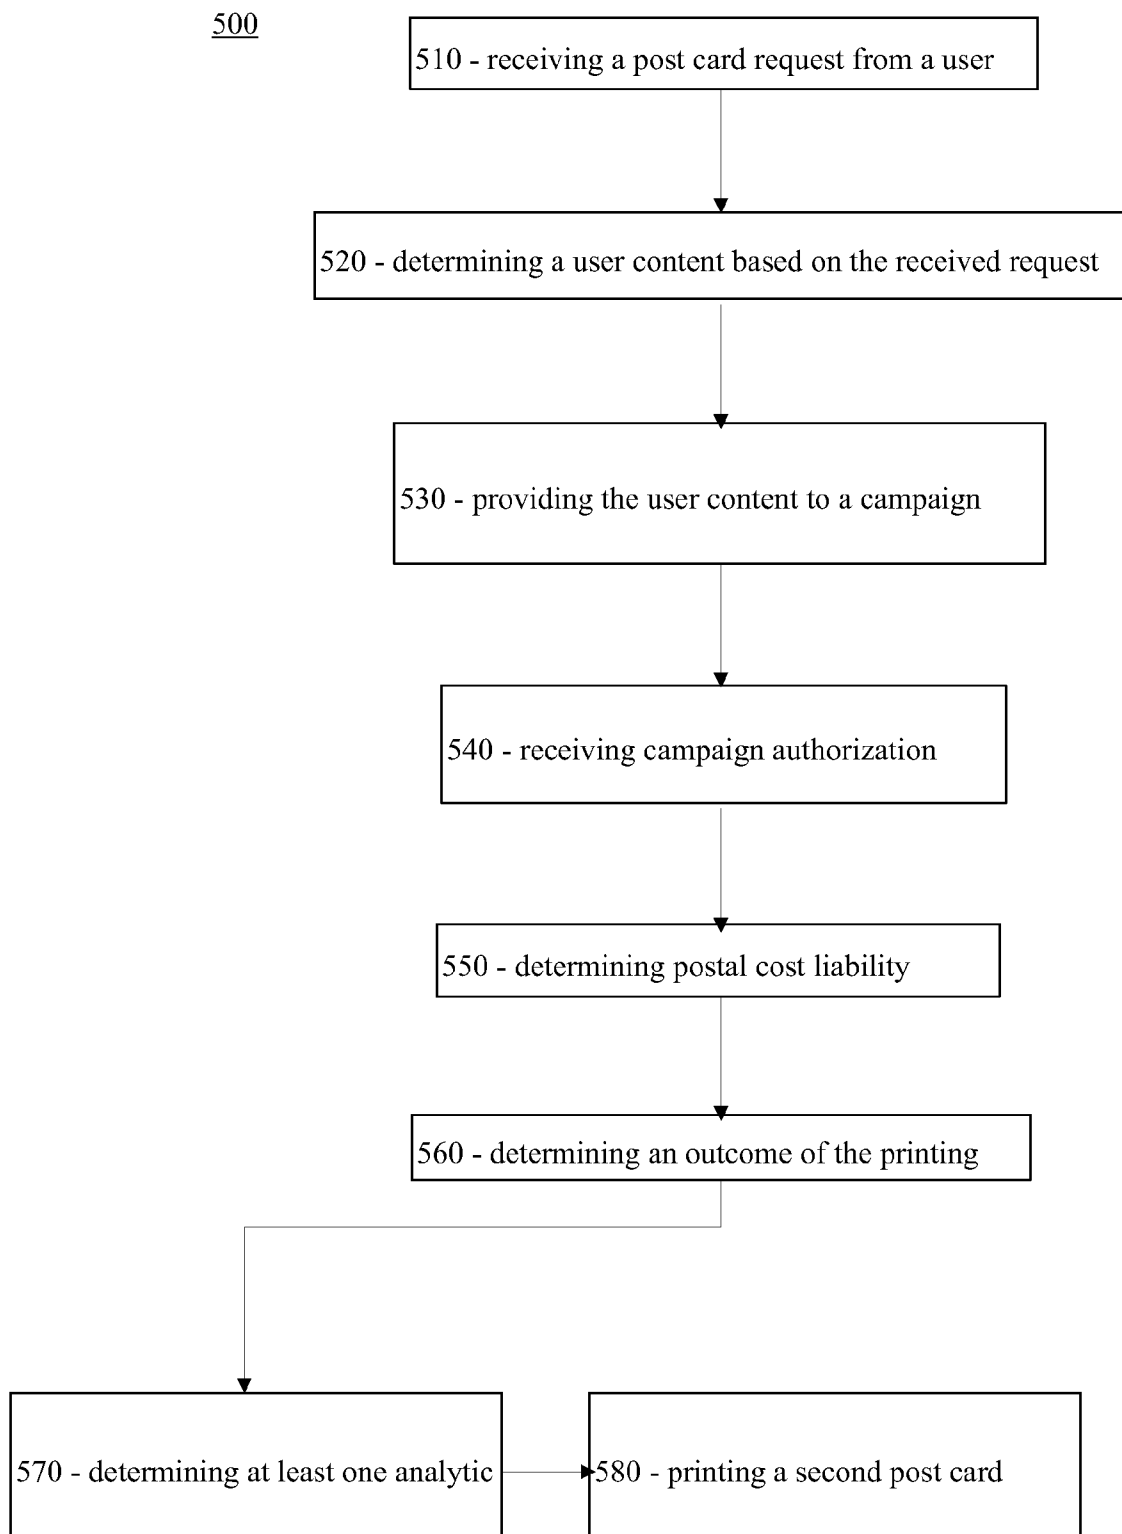 500
510 - receiving a post card request from a user
520 - determining a user content based on the received request
530 - providing the user content to a campaign
540 - receiving campaign authorization
550 - determining postal cost liability
560 - determining an outcome of the printing
570 - determining at least one analytic
580 - printing a second post card